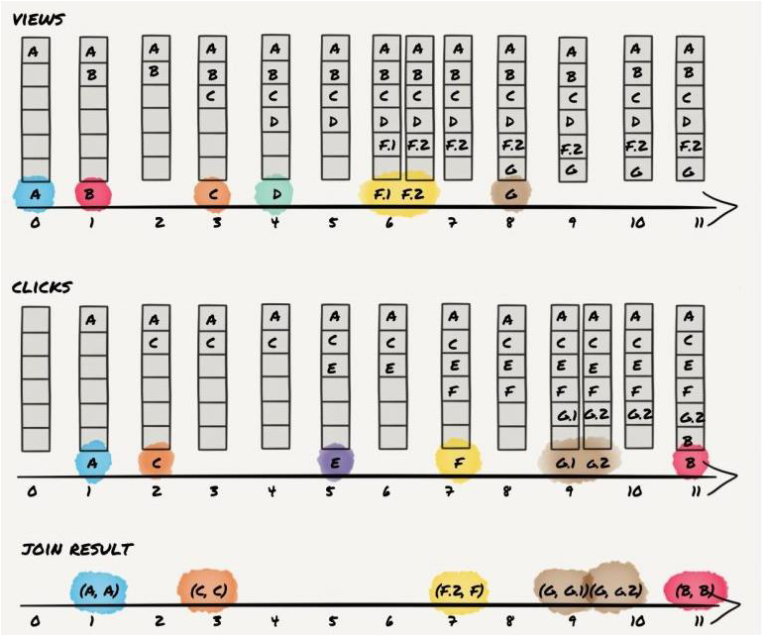 VIEWS
A A A A A A A A A A A A
B B B B B B B B B B B
C C C C C C C C C
D D D D D D D D
F.1 F.2 F.2 F.2 F.2 F.2 F.2
G G G G
A B C D F.1 F.2 G
0 1 2 3 4 5 6 7 8 9 10 11
CLICKS
A A A A A A A A A A A A
C C C C C C C C C C C
E E E E E E E E
F F F F F F
G.1 G.2 G.2 G.2
B
A C E F G.1 G.2 B
0 1 2 3 4 5 6 7 8 9 10 11
JOIN RESULT
(A, A) (C, C) (F.2, F) (G, G.1) (G, G.2) (B, B)
0 1 2 3 4 5 6 7 8 9 10 11